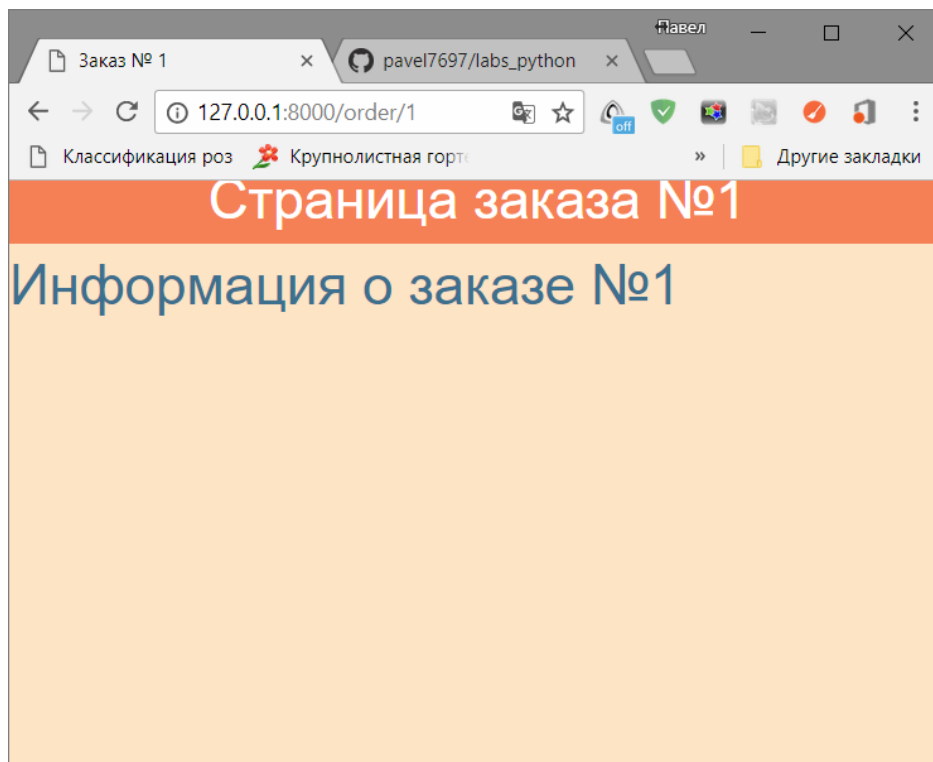 Павел
Заказ № 1
pavel7697/labs_python
127.0.0.1:8000/order/1
off
Классификация роз
Крупнолистная горте
»
Другие закладки
Страница заказа №1
Информация о заказе №1